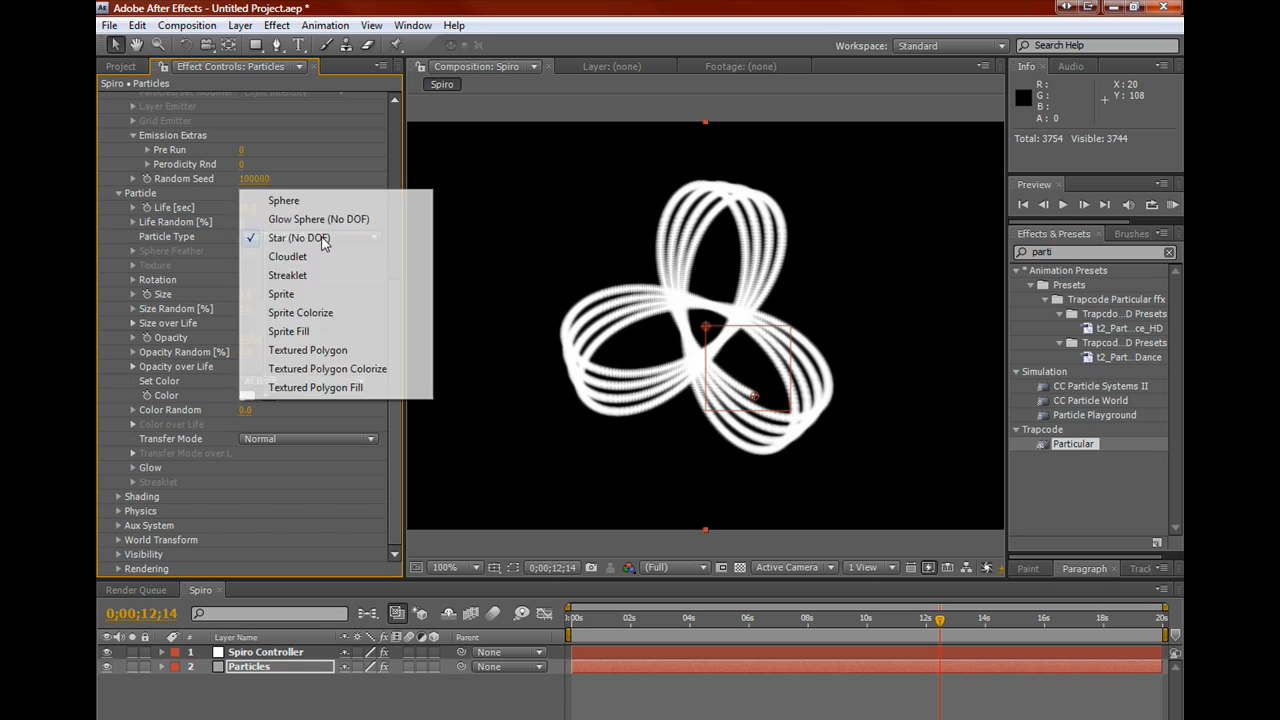 Adobe After Effects - Untitled Project.aep *
File Edit Composition Layer Effect Animation View Window Help
Workspace: Standard Search Help
Project Effect Controls: Particles
Composition: Spiro Layer: (none) Footage: (none)
Info Audio
Spiro • Particles
Spiro
R :
G :
B :
A : 0
X : 20
Y : 108
Total: 3754 Visible: 3744
Layer Emitter
Grid Emitter
Emission Extras
Pre Run 0
Perodicity Rnd 0
Random Seed 100000
Particle
Life [sec]
Life Random [%]
Particle Type
Sphere Feather
Texture
Rotation
Size
Size Random [%]
Size over Life
Opacity
Opacity Random [%]
Opacity over Life
Set Color
Color
Color Random 0.0
Color over Life
Transfer Mode Normal
Transfer Mode over L
Glow
Streaklet
Shading
Physics
Aux System
World Transform
Visibility
Rendering
Sphere
Glow Sphere (No DOF)
Star (No DOF)
Cloudlet
Streaklet
Sprite
Sprite Colorize
Sprite Fill
Textured Polygon
Textured Polygon Colorize
Textured Polygon Fill
Preview
Effects & Presets Brushes
parti
* Animation Presets
Presets
Trapcode Particular ffx
Trapcdo...D Presets
t2_Part...ce_HD
Trapcdo...D Presets
t2_Part...Dance
Simulation
CC Particle Systems II
CC Particle World
Particle Playground
Trapcode
Particular
100% 0;00;12;14 (Full) Active Camera 1 View
Paint Paragraph Track
Render Queue Spiro
0;00;12;14
# Layer Name Parent
1 Spiro Controller None
2 Particles None
02s 04s 06s 08s 10s 12s 14s 16s 18s 20s